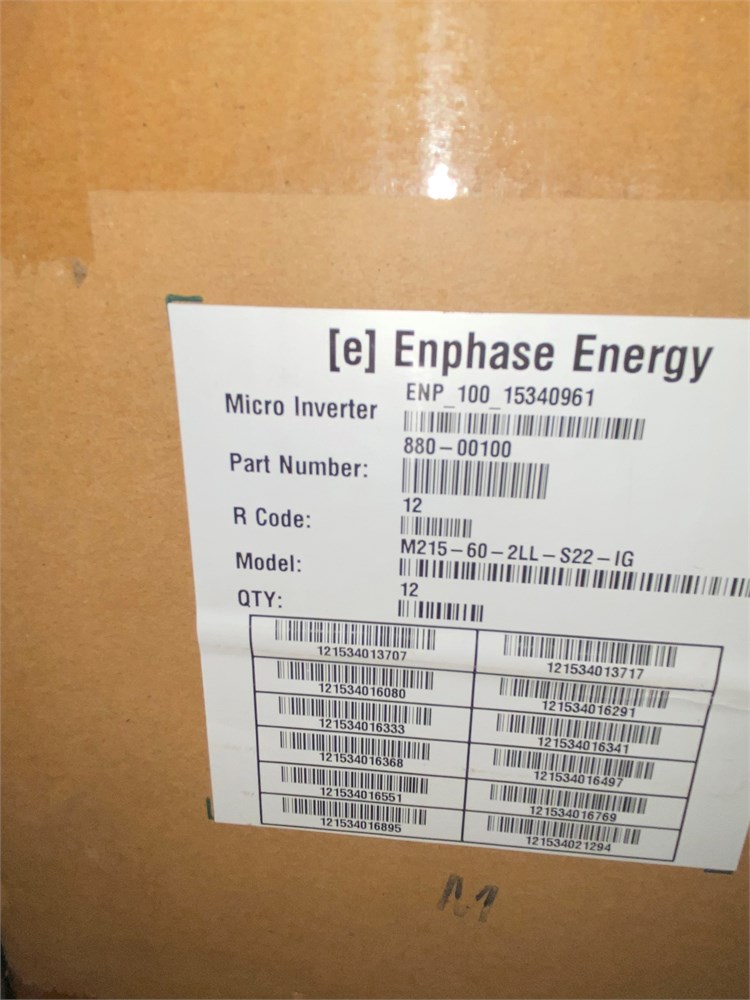 [e] Enphase Energy
Micro Inverter ENP_100_15340961
Part Number: 880-00100
R Code: 12
Model: M215-60-2LL-S22-IG
QTY: 12
121534013707 121534013717
121534016080 121534016291
121534016333 121534016341
121534016368 121534016497
121534016551 121534016769
121534016895 121534021294
M1